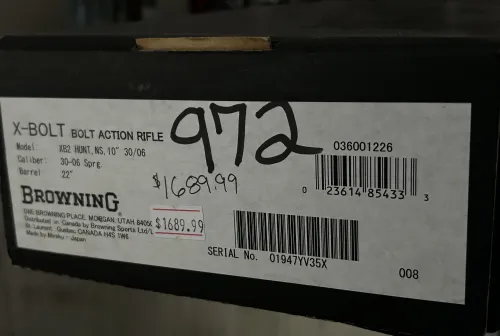 X-BOLT BOLT ACTION RIFLE
Model: XB2 HUNT,NS,10" 30/06
Caliber: 30-06 Sprg.
Barrel 22"
972
$1689.99
036001226
0 23614 85433 3
BROWNING
ONE BROWNING PLACE, MORGAN, UTAH 84050
Distributed in Canada by Browning Sports Ltd/L
St. Laurent, Quebec, CANADA H4S 1W6
Made by Miroku - Japan
$1689.99
SERIAL No. 01947YV35X
008